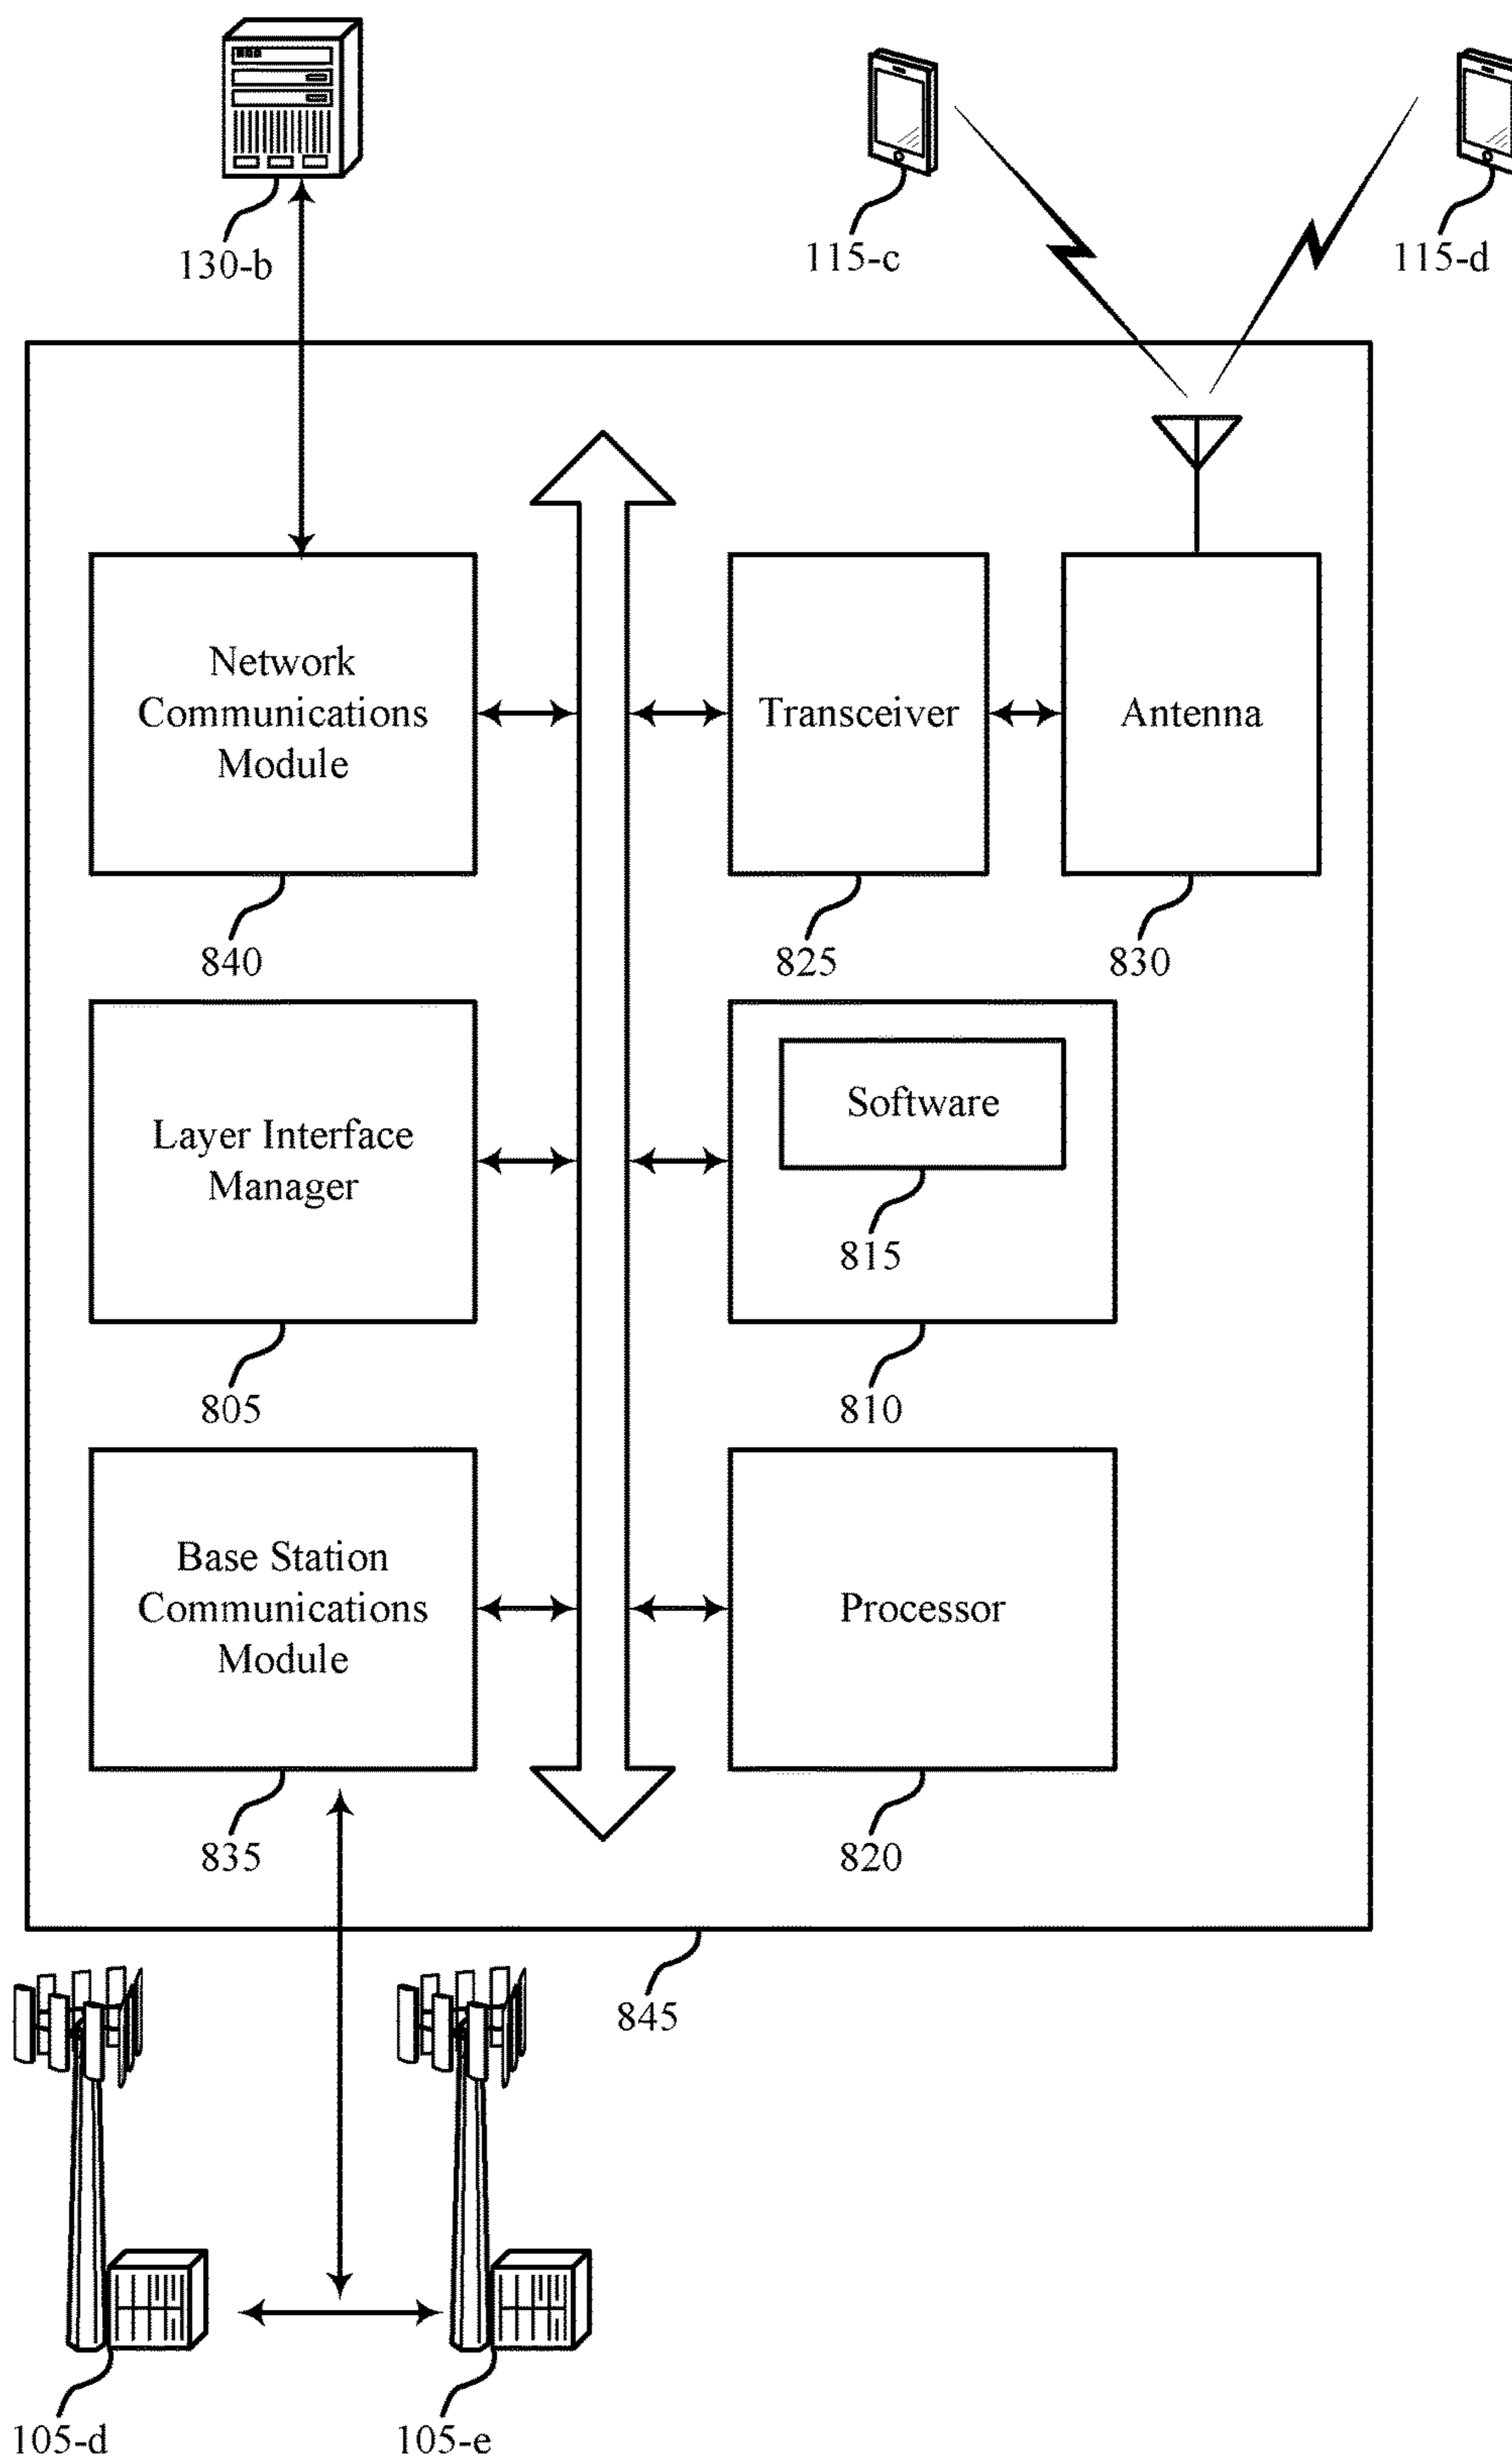 130-b
115-c
115-d
Network
Communications
Module
Transceiver
Antenna
840
825
830
Layer Interface
Manager
Software
815
805
810
Base Station
Communications
Module
Processor
835
820
845
105-d
105-e